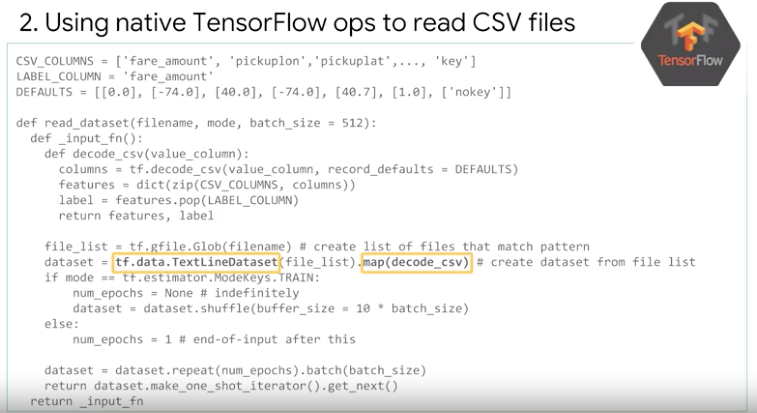 2. Using native TensorFlow ops to read CSV files
TensorFlow
CSV_COLUMNS = ['fare_amount', 'pickuplon','pickuplat',..., 'key']
LABEL_COLUMN = 'fare_amount'
DEFAULTS = [[0.0], [-74.0], [40.0], [-74.0], [40.7], [1.0], ['nokey']]
def read_dataset(filename, mode, batch_size = 512):
def _input_fn():
def decode_csv(value_column):
columns = tf.decode_csv(value_column, record_defaults = DEFAULTS)
features = dict(zip(CSV_COLUMNS, columns))
label = features.pop(LABEL_COLUMN)
return features, label
file_list = tf.gfile.Glob(filename) # create list of files that match pattern
dataset = tf.data.TextLineDataset(file_list).map(decode_csv) # create dataset from file list
if mode == tf.estimator.ModeKeys.TRAIN:
num_epochs = None # indefinitely
dataset = dataset.shuffle(buffer_size = 10 * batch_size)
else:
num_epochs = 1 # end-of-input after this
dataset = dataset.repeat(num_epochs).batch(batch_size)
return dataset.make_one_shot_iterator().get_next()
return _input_fn